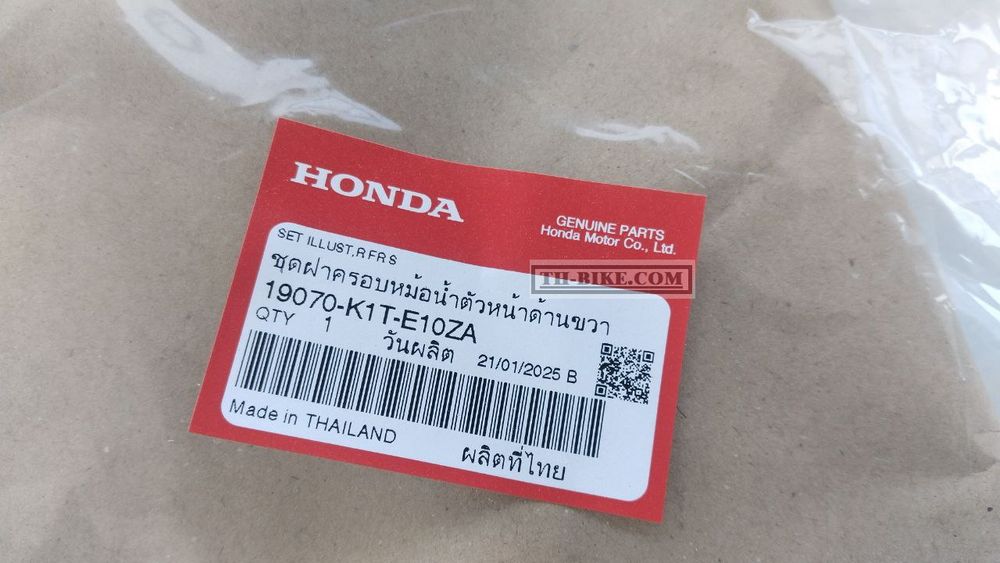 HONDA
GENUINE PARTS
Honda Motor Co., Ltd.
SET ILLUST,R FR S
ชุดฝาครอบหม้อน้ำตัวหน้าด้านขวา
TH-BIKE.COM
19070-K1T-E10ZA
QTY 1
วันผลิต 21/01/2025 B
Made in THAILAND
ผลิตที่ไทย